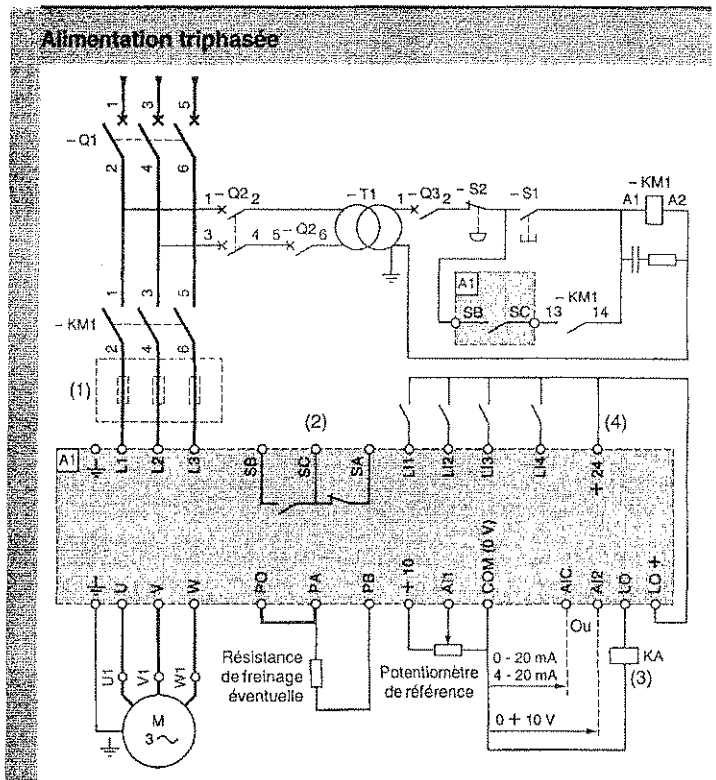 Alimentation triphasée
1 3 5
– Q1
2 4 6
1 – Q2 2
– T1
1 – Q3 2
– S2
– S1
– KM1
A1 A2
3 4 5 – Q2 6
A1
SB SC
13 – KM1 14
1 3 5
– KM1
2 4 6
(1)
(2)
(4)
A1
L1 L2 L3 SB SC SA LI1 LI2 LI3 LI4 + 24
U V W PO PA PB + 10 AI1 COM (0 V) AIC AI2 LO LO +
Ou
U1 V1 W1
Résistance
de freinage
éventuelle
Potentiomètre
de référence
0 - 20 mA
4 - 20 mA
KA
(3)
0 + 10 V
M
3 ~